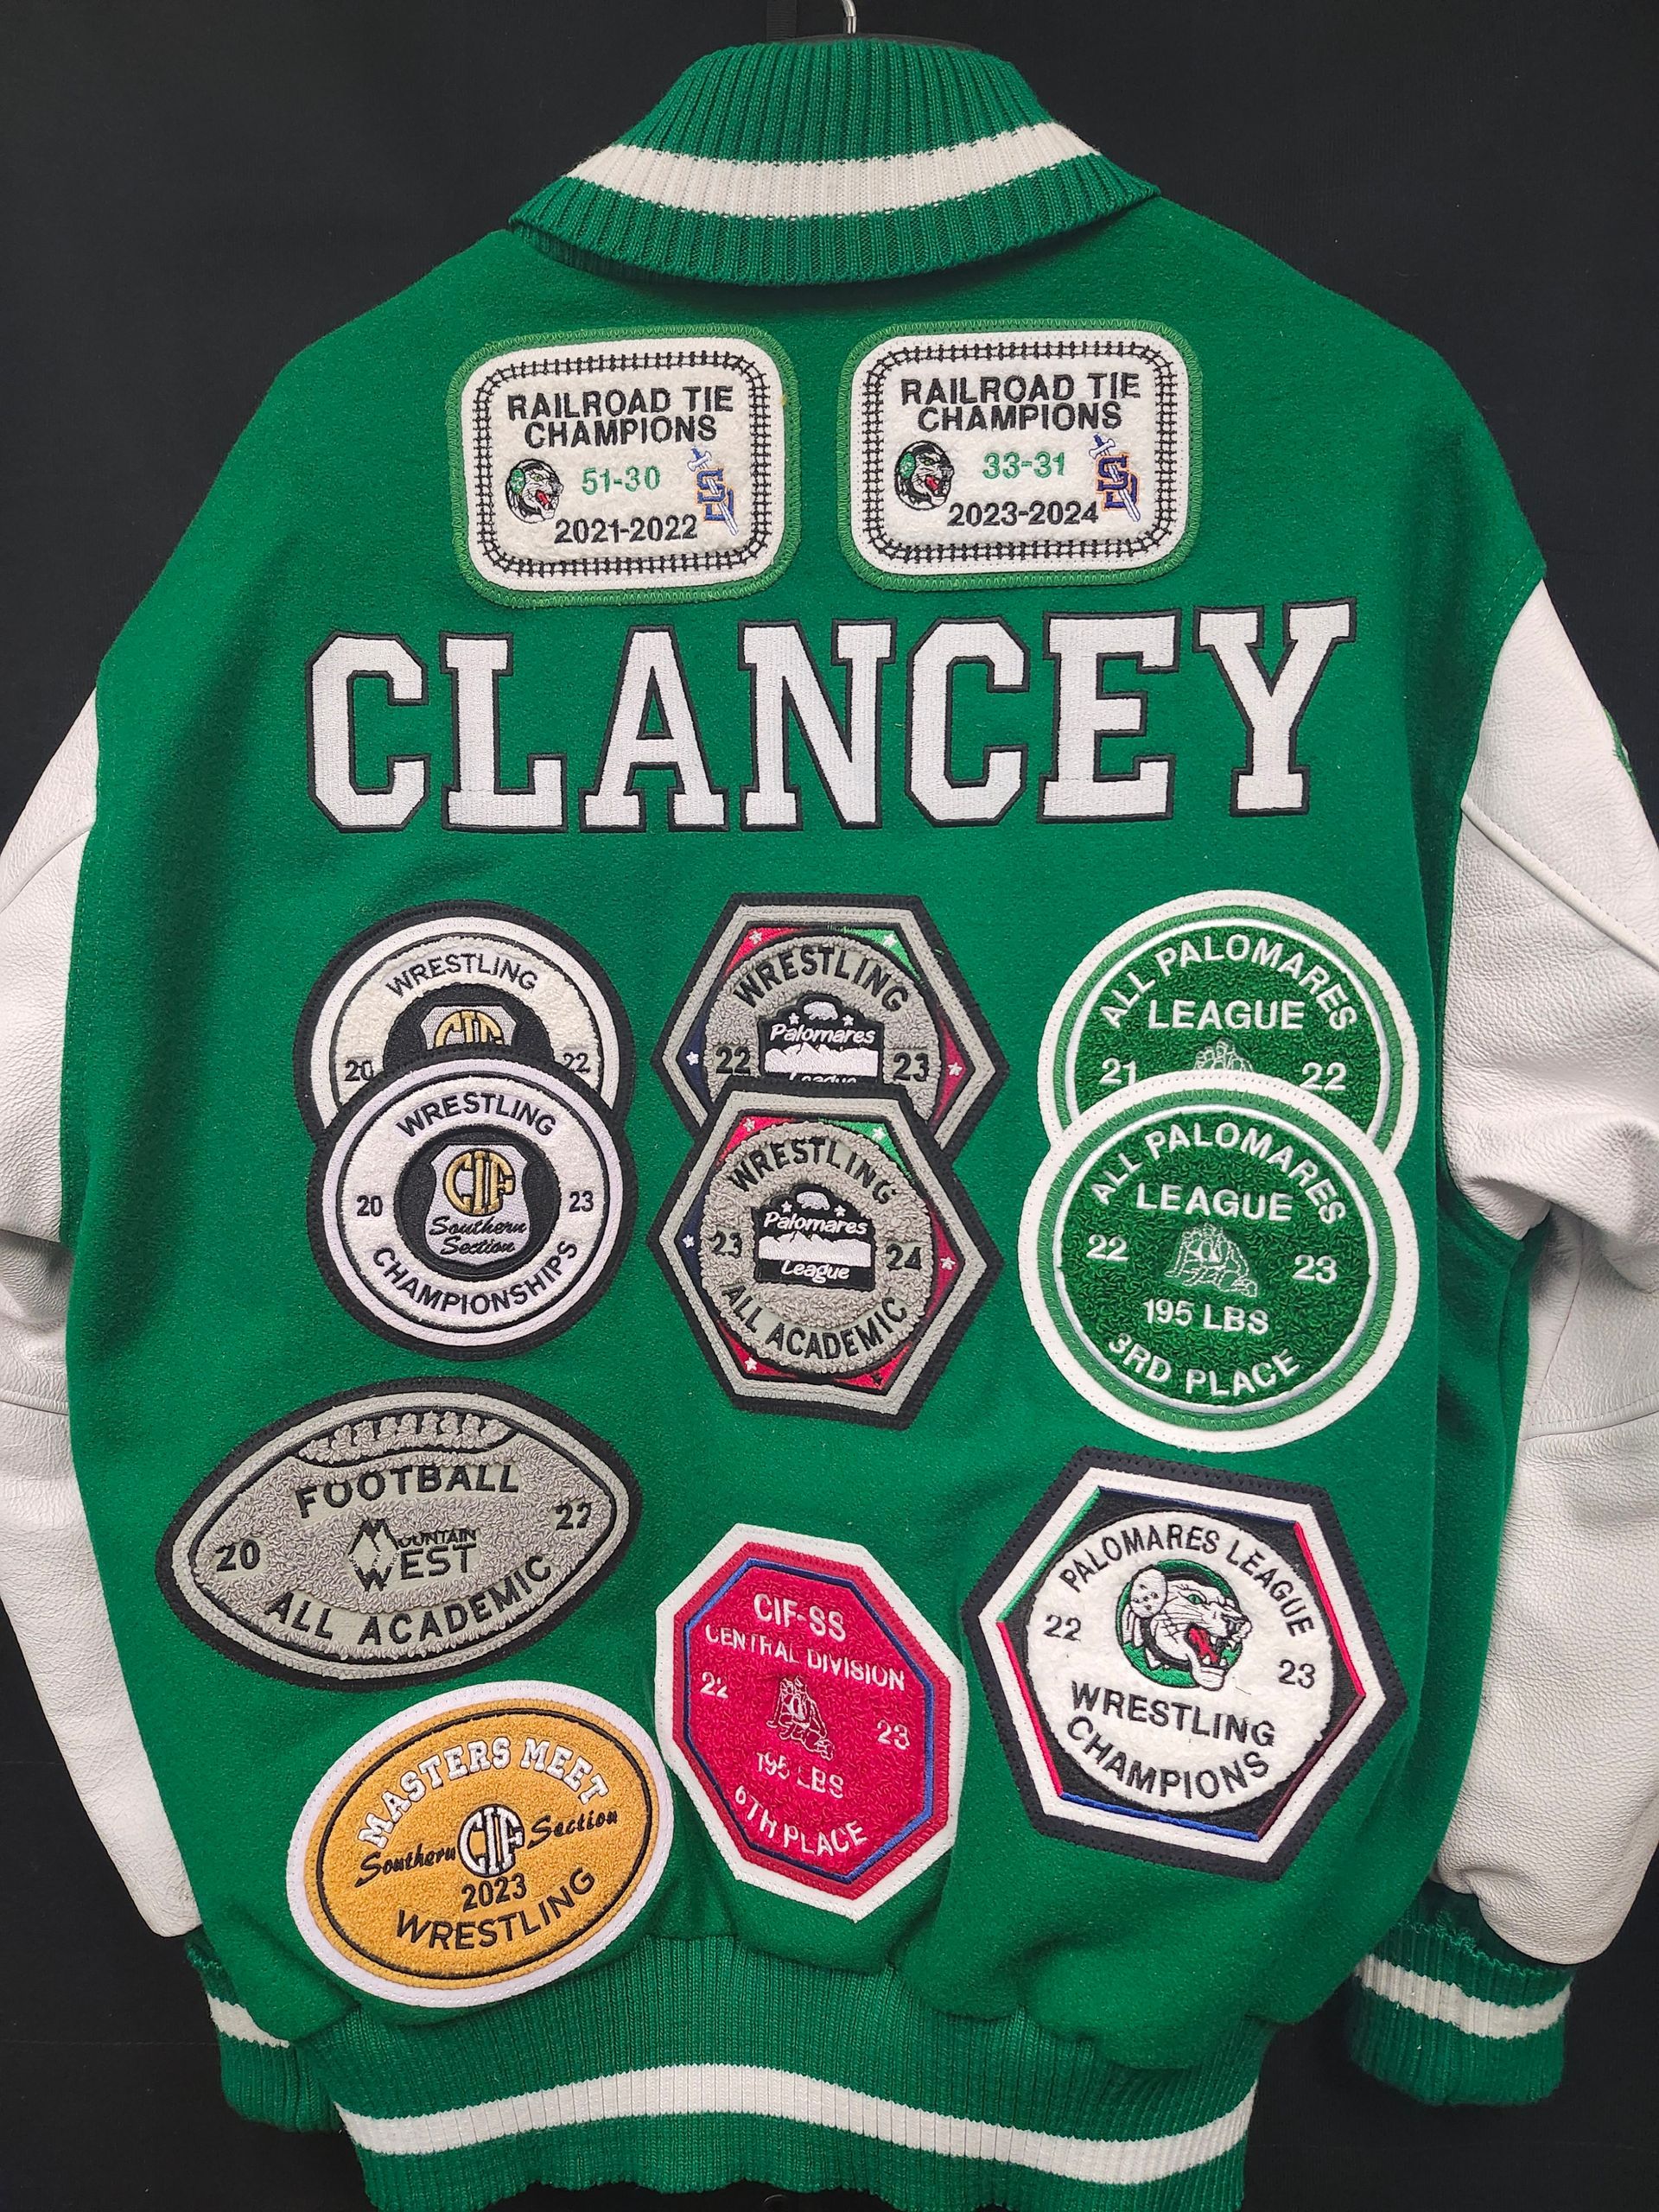 RAILROAD TIE
CHAMPIONS
51-30
SD
2021-2022
RAILROAD TIE
CHAMPIONS
33-31
SD
2023-2024
CLANCEY
WRESTLING
CIF
20 22
WRESTLING
20 23
CIF
Southern
Section
CHAMPIONSHIPS
WRESTLING
Palomares
League
22 23
WRESTLING
Palomares
League
23 24
ALL ACADEMIC
ALL PALOMARES
LEAGUE
21 22
ALL PALOMARES
LEAGUE
22 23
195 LBS
3RD PLACE
FOOTBALL
20 22
MOUNTAIN
WEST
ALL ACADEMIC
MASTERS MEET
Southern CIF Section
2023
WRESTLING
CIF-SS
CENTRAL DIVISION
22 23
195 LBS
6TH PLACE
PALOMARES LEAGUE
22 23
WRESTLING
CHAMPIONS